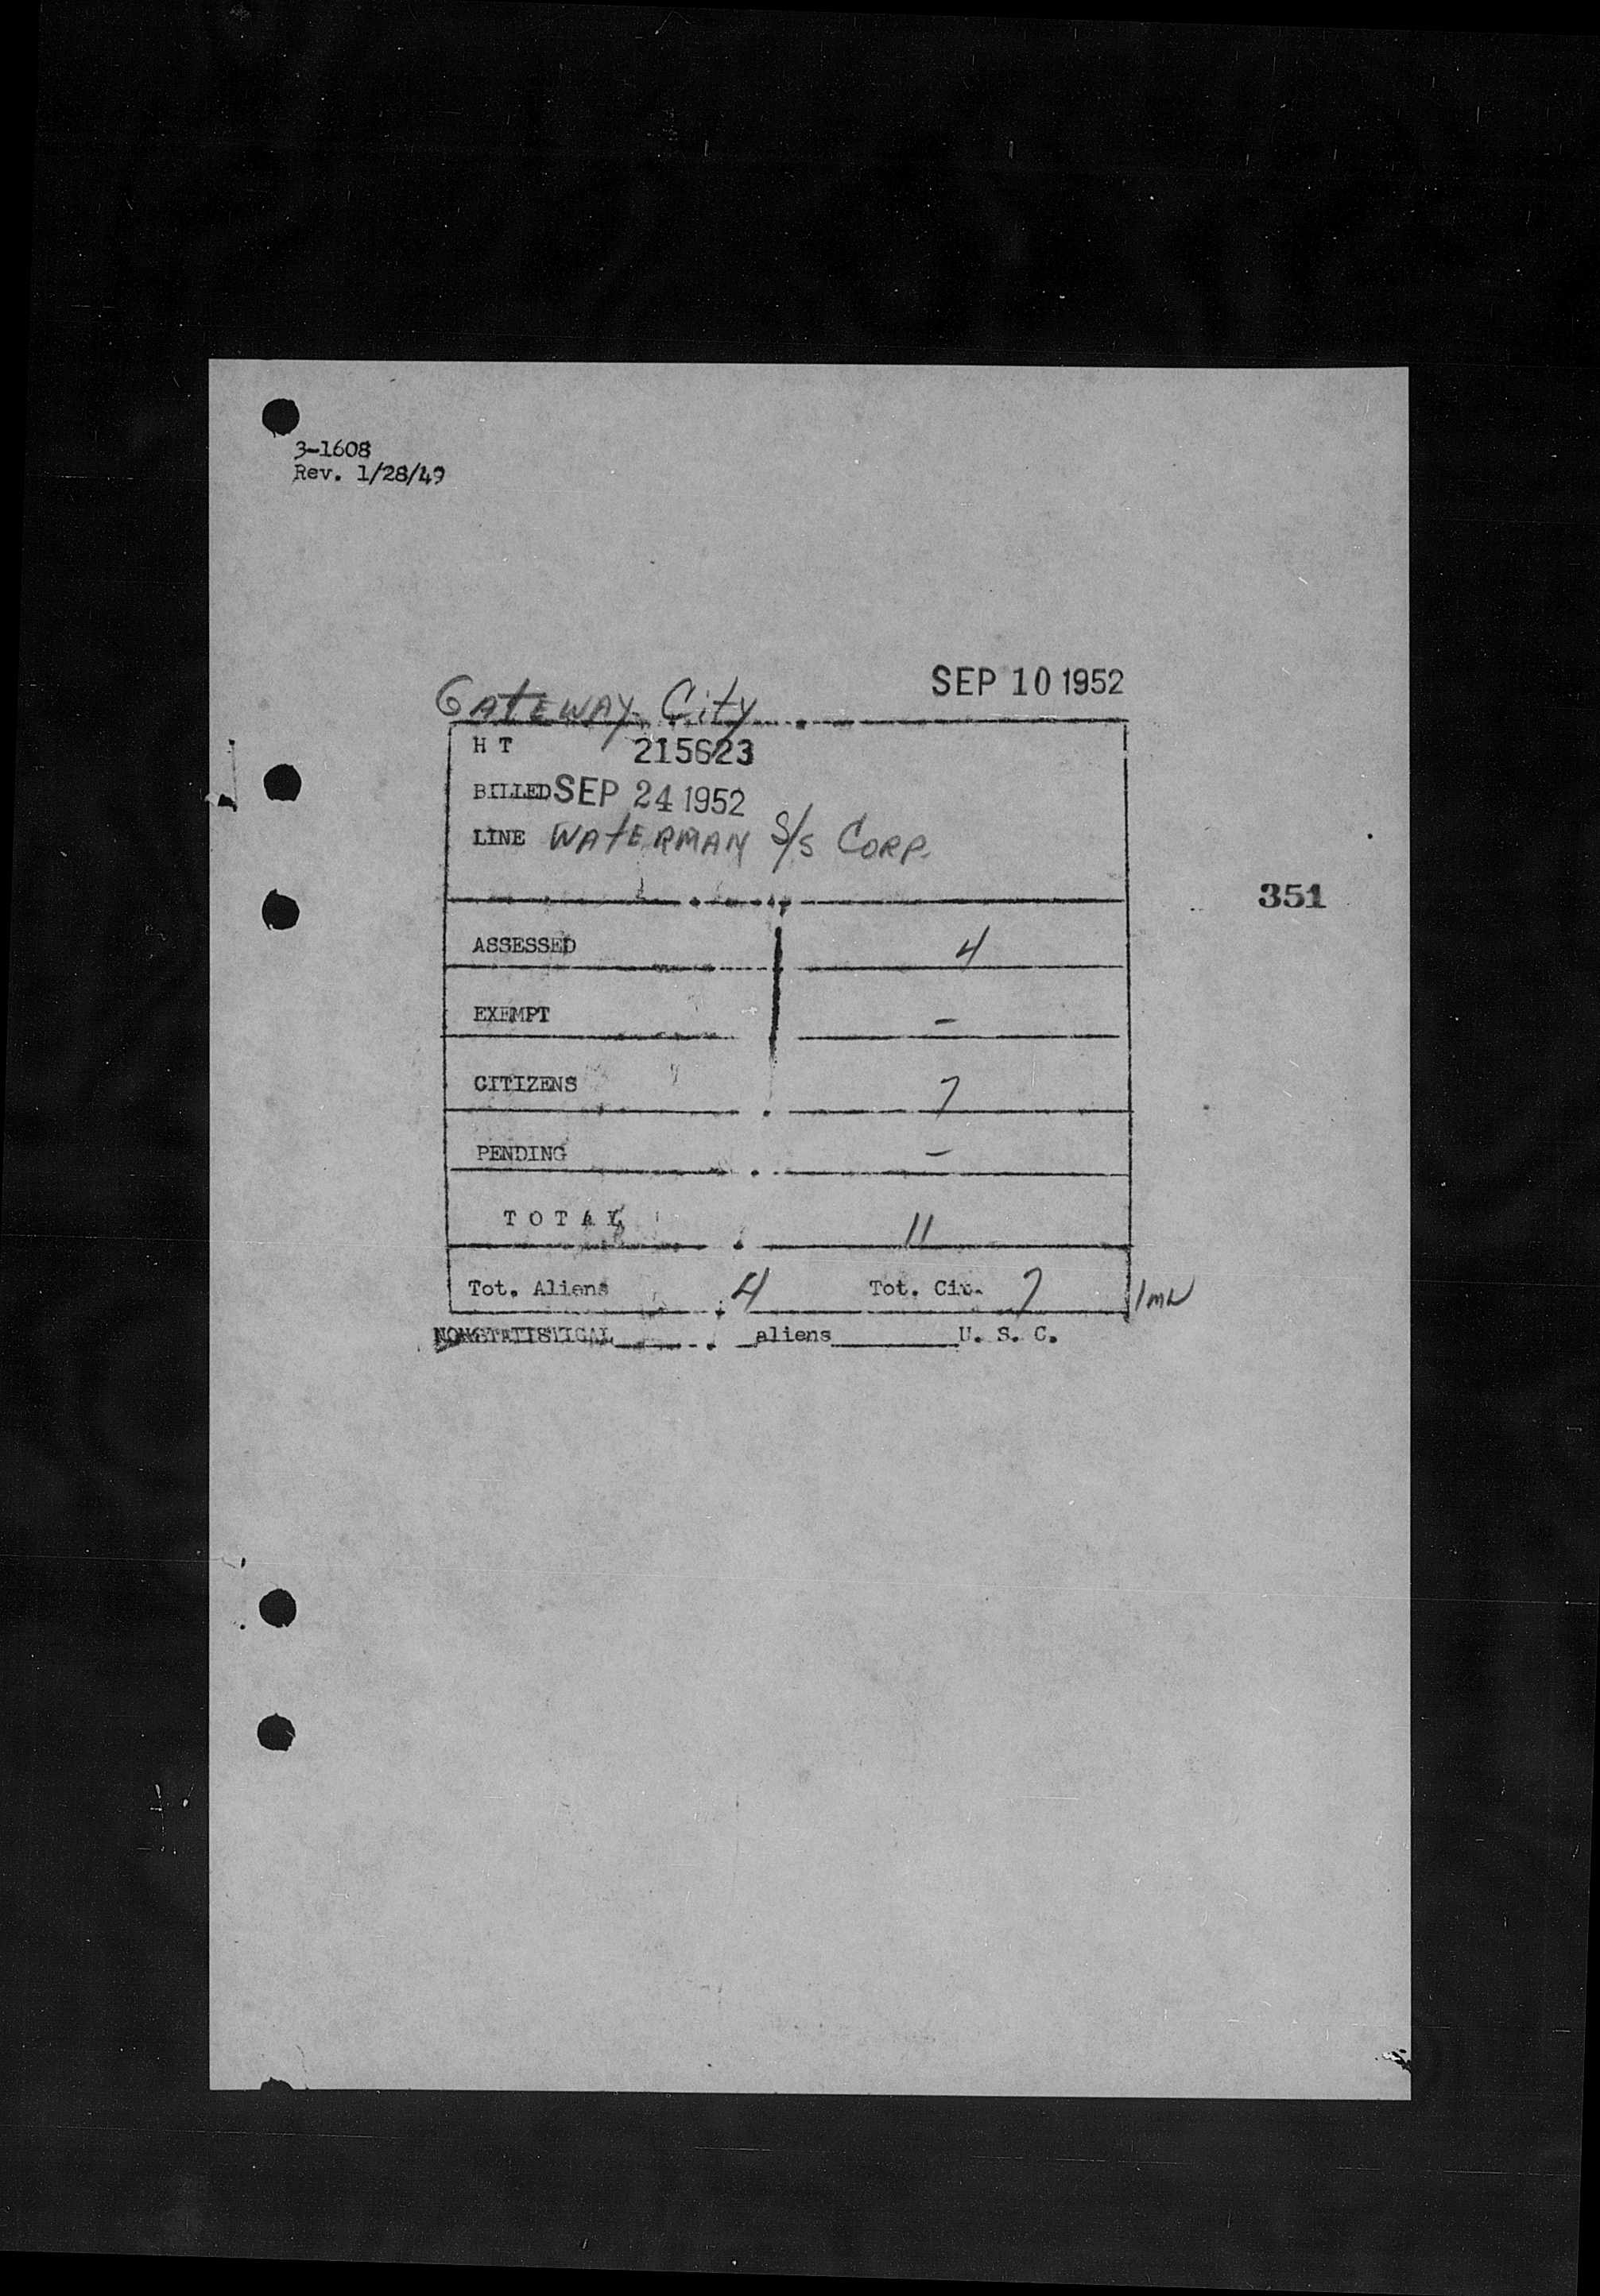 3-1608
Rev. 1/28/49
SEP 10 1952
Gateway City
H T 215623
BILLED SEP 24 1952
LINE Waterman S/S Corp.
351
ASSESSED 4
EXEMPT -
CITIZENS 7
PENDING -
T O T A L 11
Tot. Aliens 4 Tot. Cit. 7
NONSTATISTICAL aliens U. S. C.